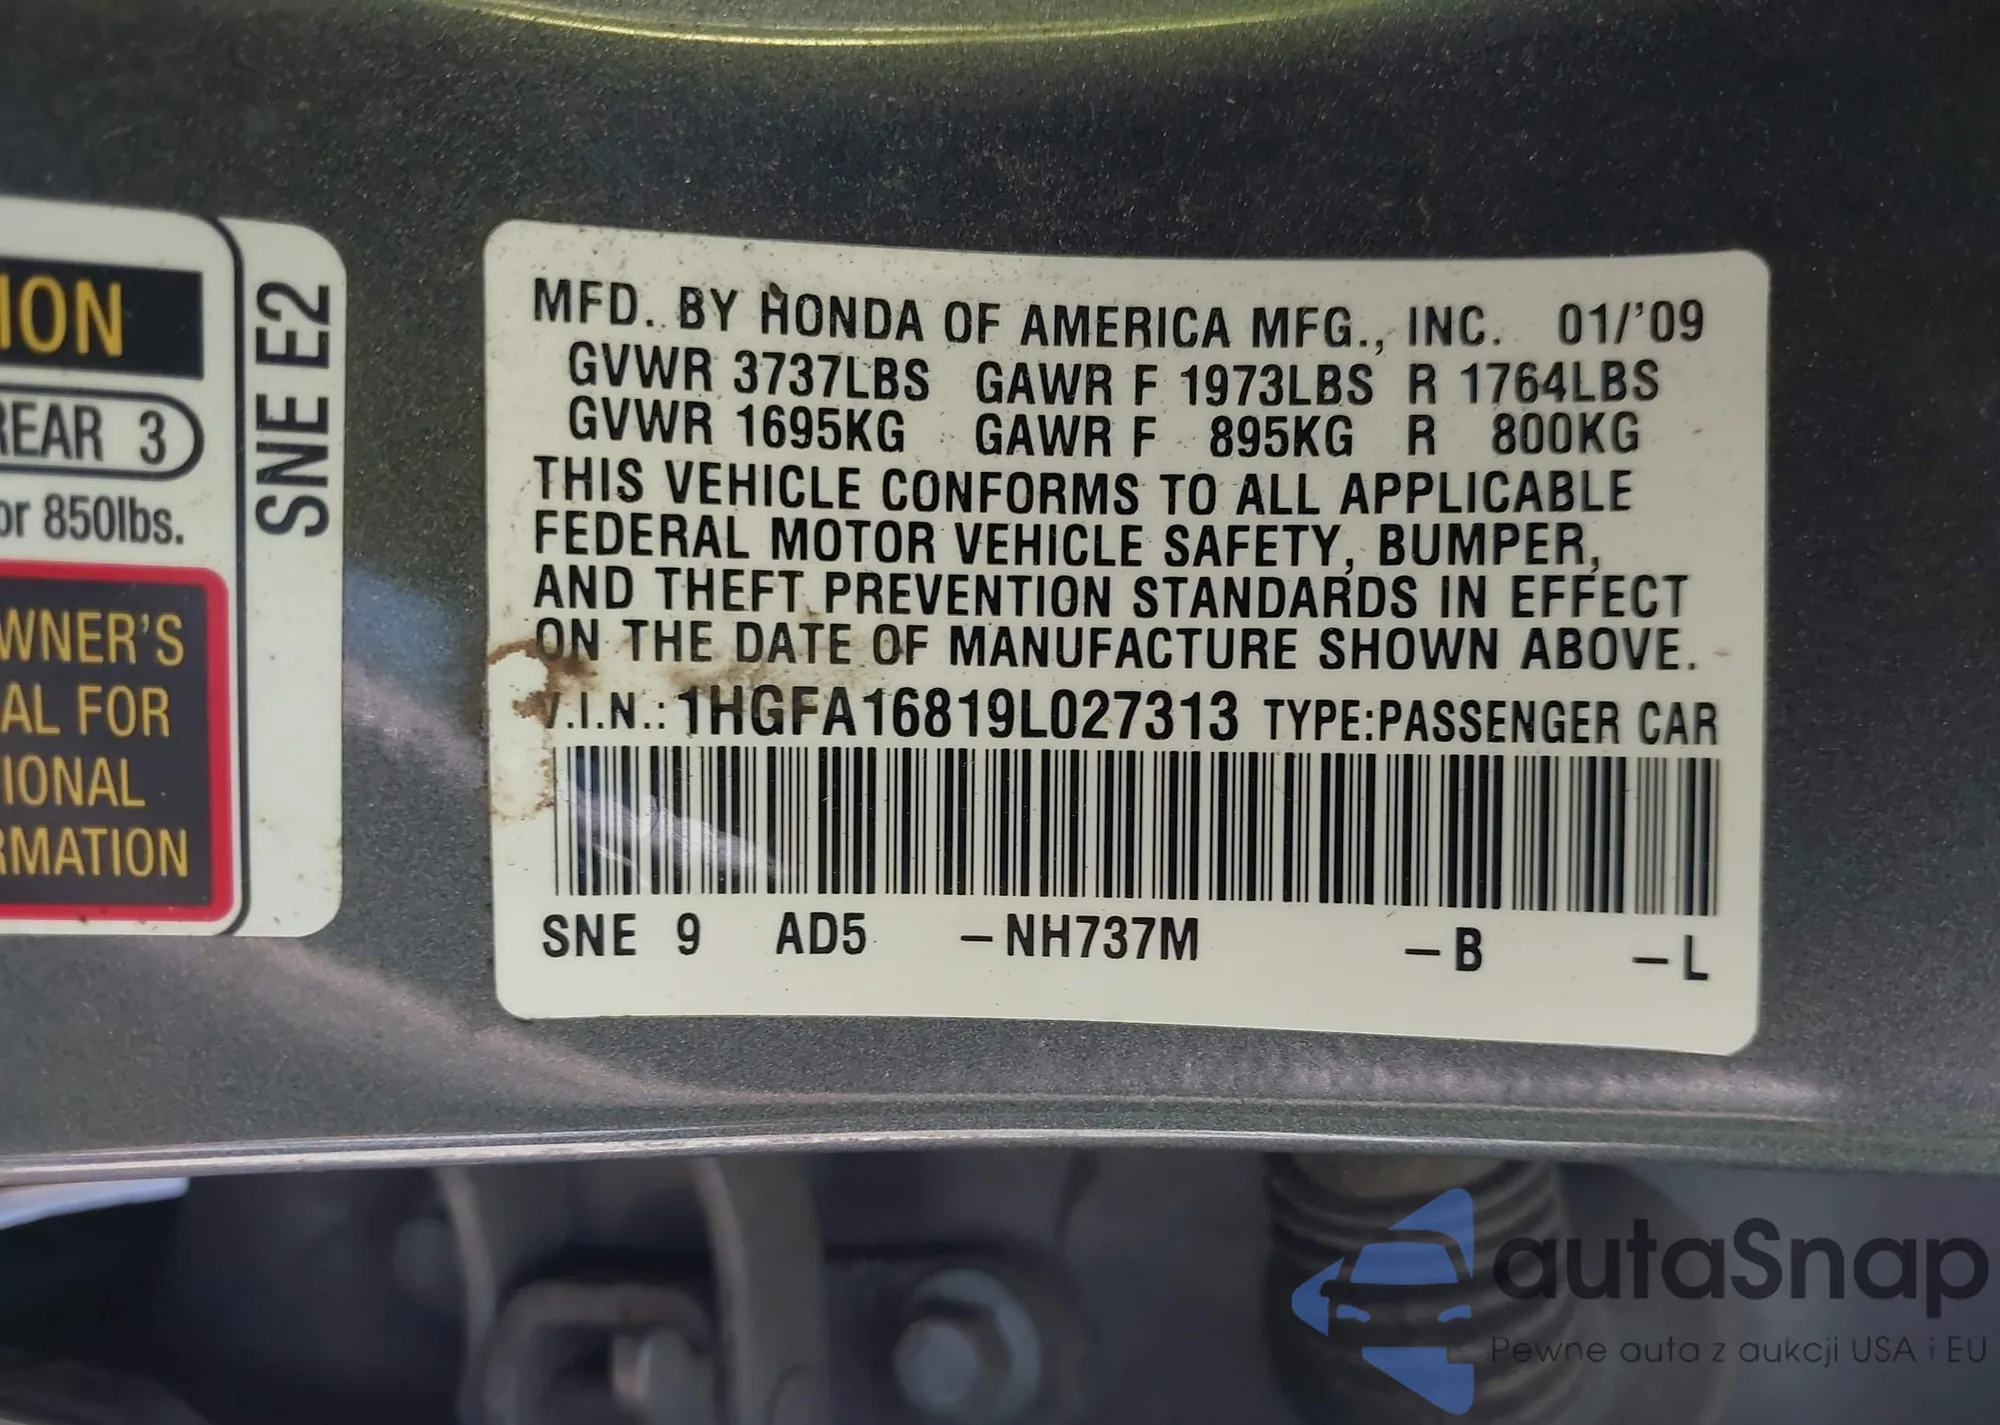 ION
REAR 3
or 850lbs.
WNER'S
AL FOR
IONAL
RMATION
SNE E2
MFD. BY HONDA OF AMERICA MFG., INC. 01/'09
GVWR 3737LBS GAWR F 1973LBS R 1764LBS
GVWR 1695KG GAWR F 895KG R 800KG
THIS VEHICLE CONFORMS TO ALL APPLICABLE
FEDERAL MOTOR VEHICLE SAFETY, BUMPER,
AND THEFT PREVENTION STANDARDS IN EFFECT
ON THE DATE OF MANUFACTURE SHOWN ABOVE.
V.I.N.: 1HGFA16819L027313 TYPE:PASSENGER CAR
SNE 9 AD5 -NH737M -B -L
autaSnap
Pewne auta z aukcji USA i EU